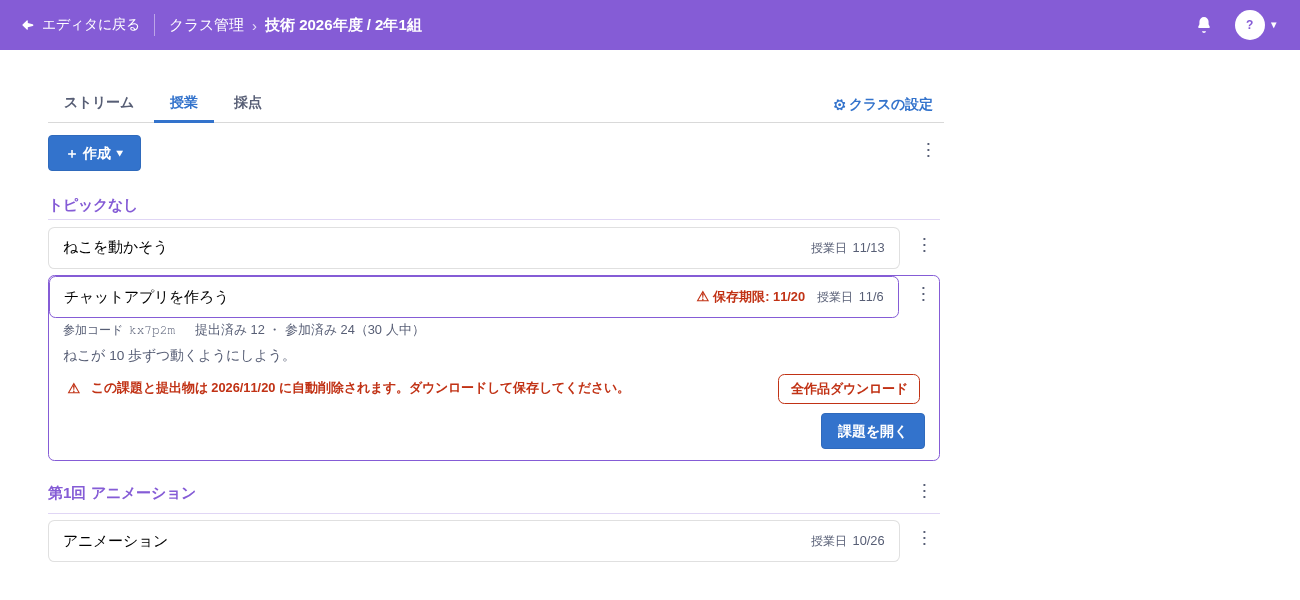 エディタに戻る クラス管理 › 技術 2026年度 / 2年1組 ?
ストリーム 授業 採点 クラスの設定
+ 作成 ▼
トピックなし
ねこを動かそう 授業日 11/13
チャットアプリを作ろう ⚠ 保存期限: 11/20 授業日 11/6
参加コード kx7p2m 提出済み 12 ・ 参加済み 24（30 人中）
ねこが 10 歩ずつ動くようにしよう。
⚠ この課題と提出物は 2026/11/20 に自動削除されます。ダウンロードして保存してください。 全作品ダウンロード
課題を開く
第1回 アニメーション
アニメーション 授業日 10/26